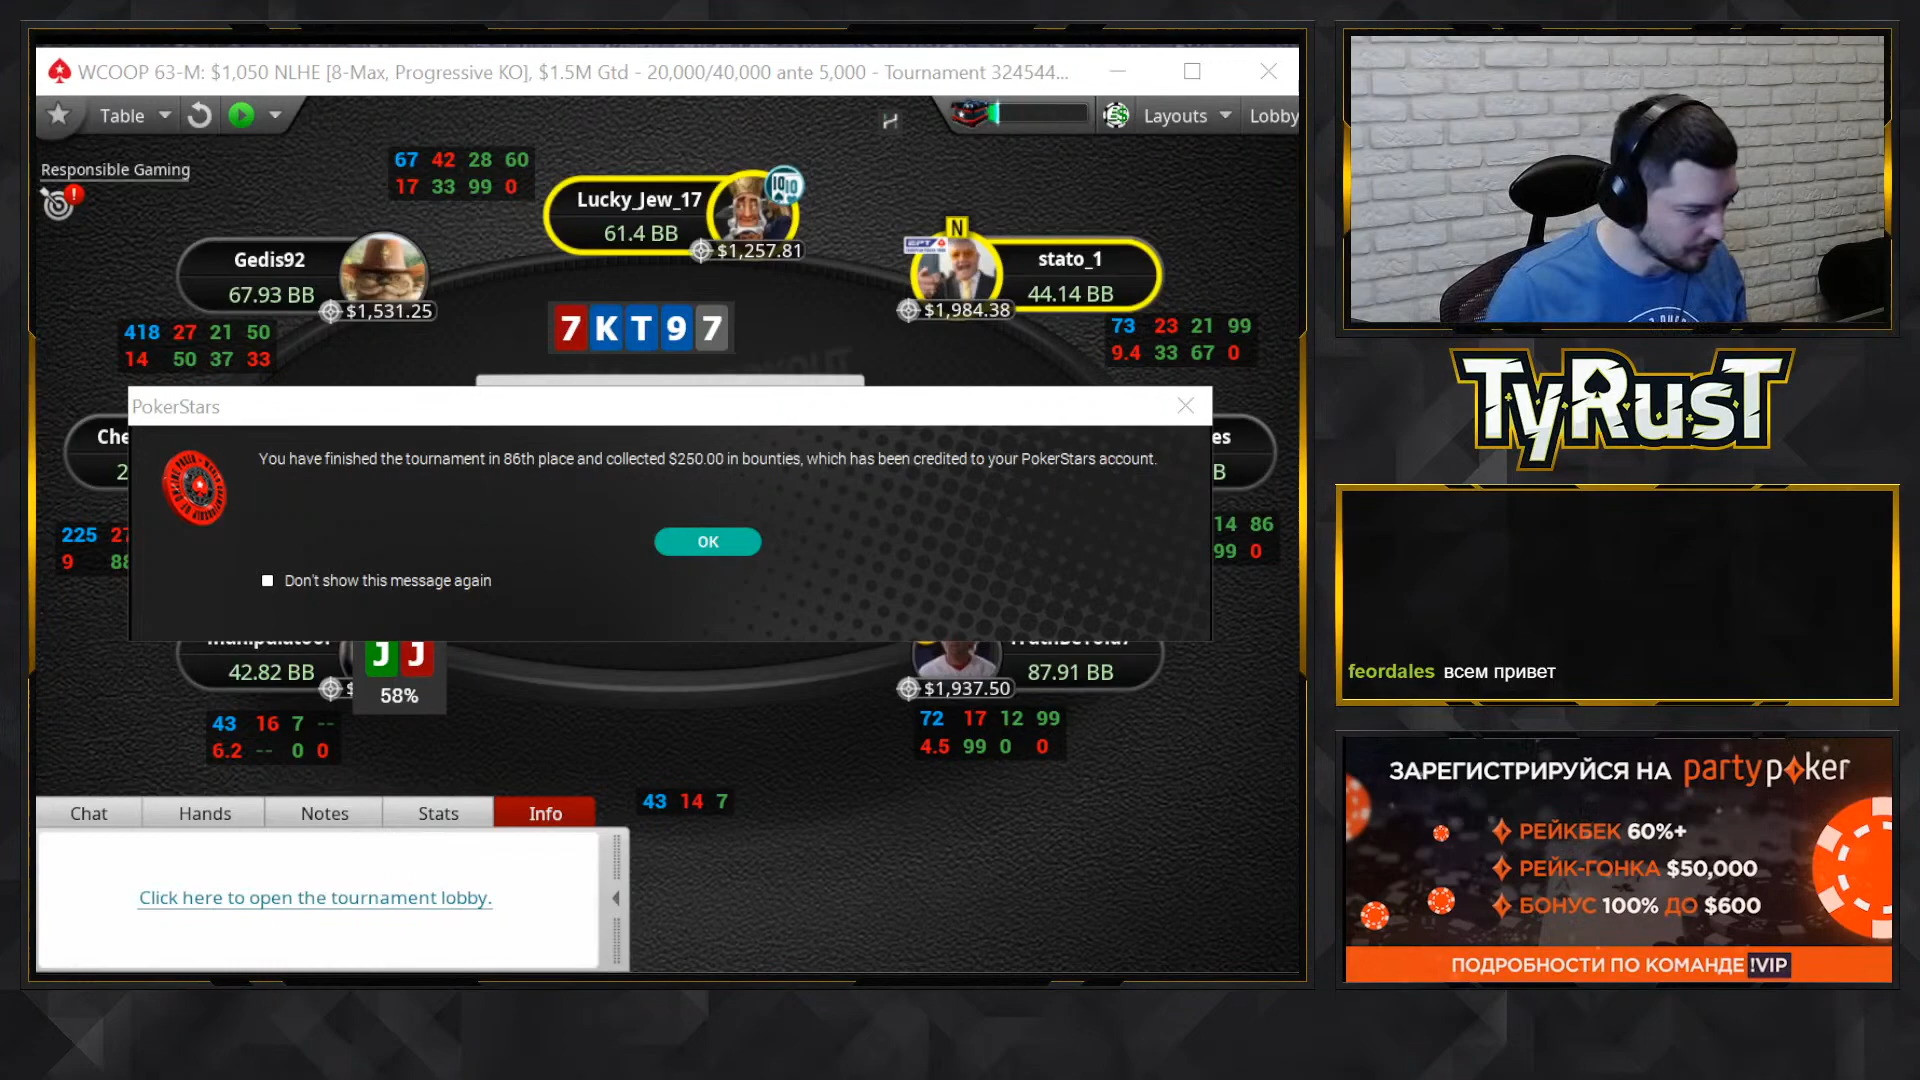 WCOOP 63-M: $1,050 NLHE [8-Max, Progressive KO], $1.5M Gtd - 20,000/40,000 ante 5,000 - Tournament 324544...
Table
Layouts
Lobby
Responsible Gaming
67 42 28 60
17 33 99 0
Lucky_Jew_17
61.4 BB
$1,257.81
N
stato_1
44.14 BB
$1,984.38
Gedis92
67.93 BB
$1,531.25
418 27 21 50
14 50 37 33
7 K T 9 7
73 23 21 99
9.4 33 67 0
PokerStars
You have finished the tournament in 86th place and collected $250.00 in bounties, which has been credited to your PokerStars account.
OK
Don't show this message again
Che
2
es
B
225 27
9 88
14 86
99 0
42.82 BB
J J
58%
87.91 BB
$1,937.50
43 16 7 --
6.2 -- 0 0
72 17 12 99
4.5 99 0 0
43 14 7
Chat
Hands
Notes
Stats
Info
Click here to open the tournament lobby.
TyRusT
feordales всем привет
ЗАРЕГИСТРИРУЙСЯ НА partypoker
РЕЙКБЕК 60%+
РЕЙК-ГОНКА $50,000
БОНУС 100% ДО $600
ПОДРОБНОСТИ ПО КОМАНДЕ !VIP